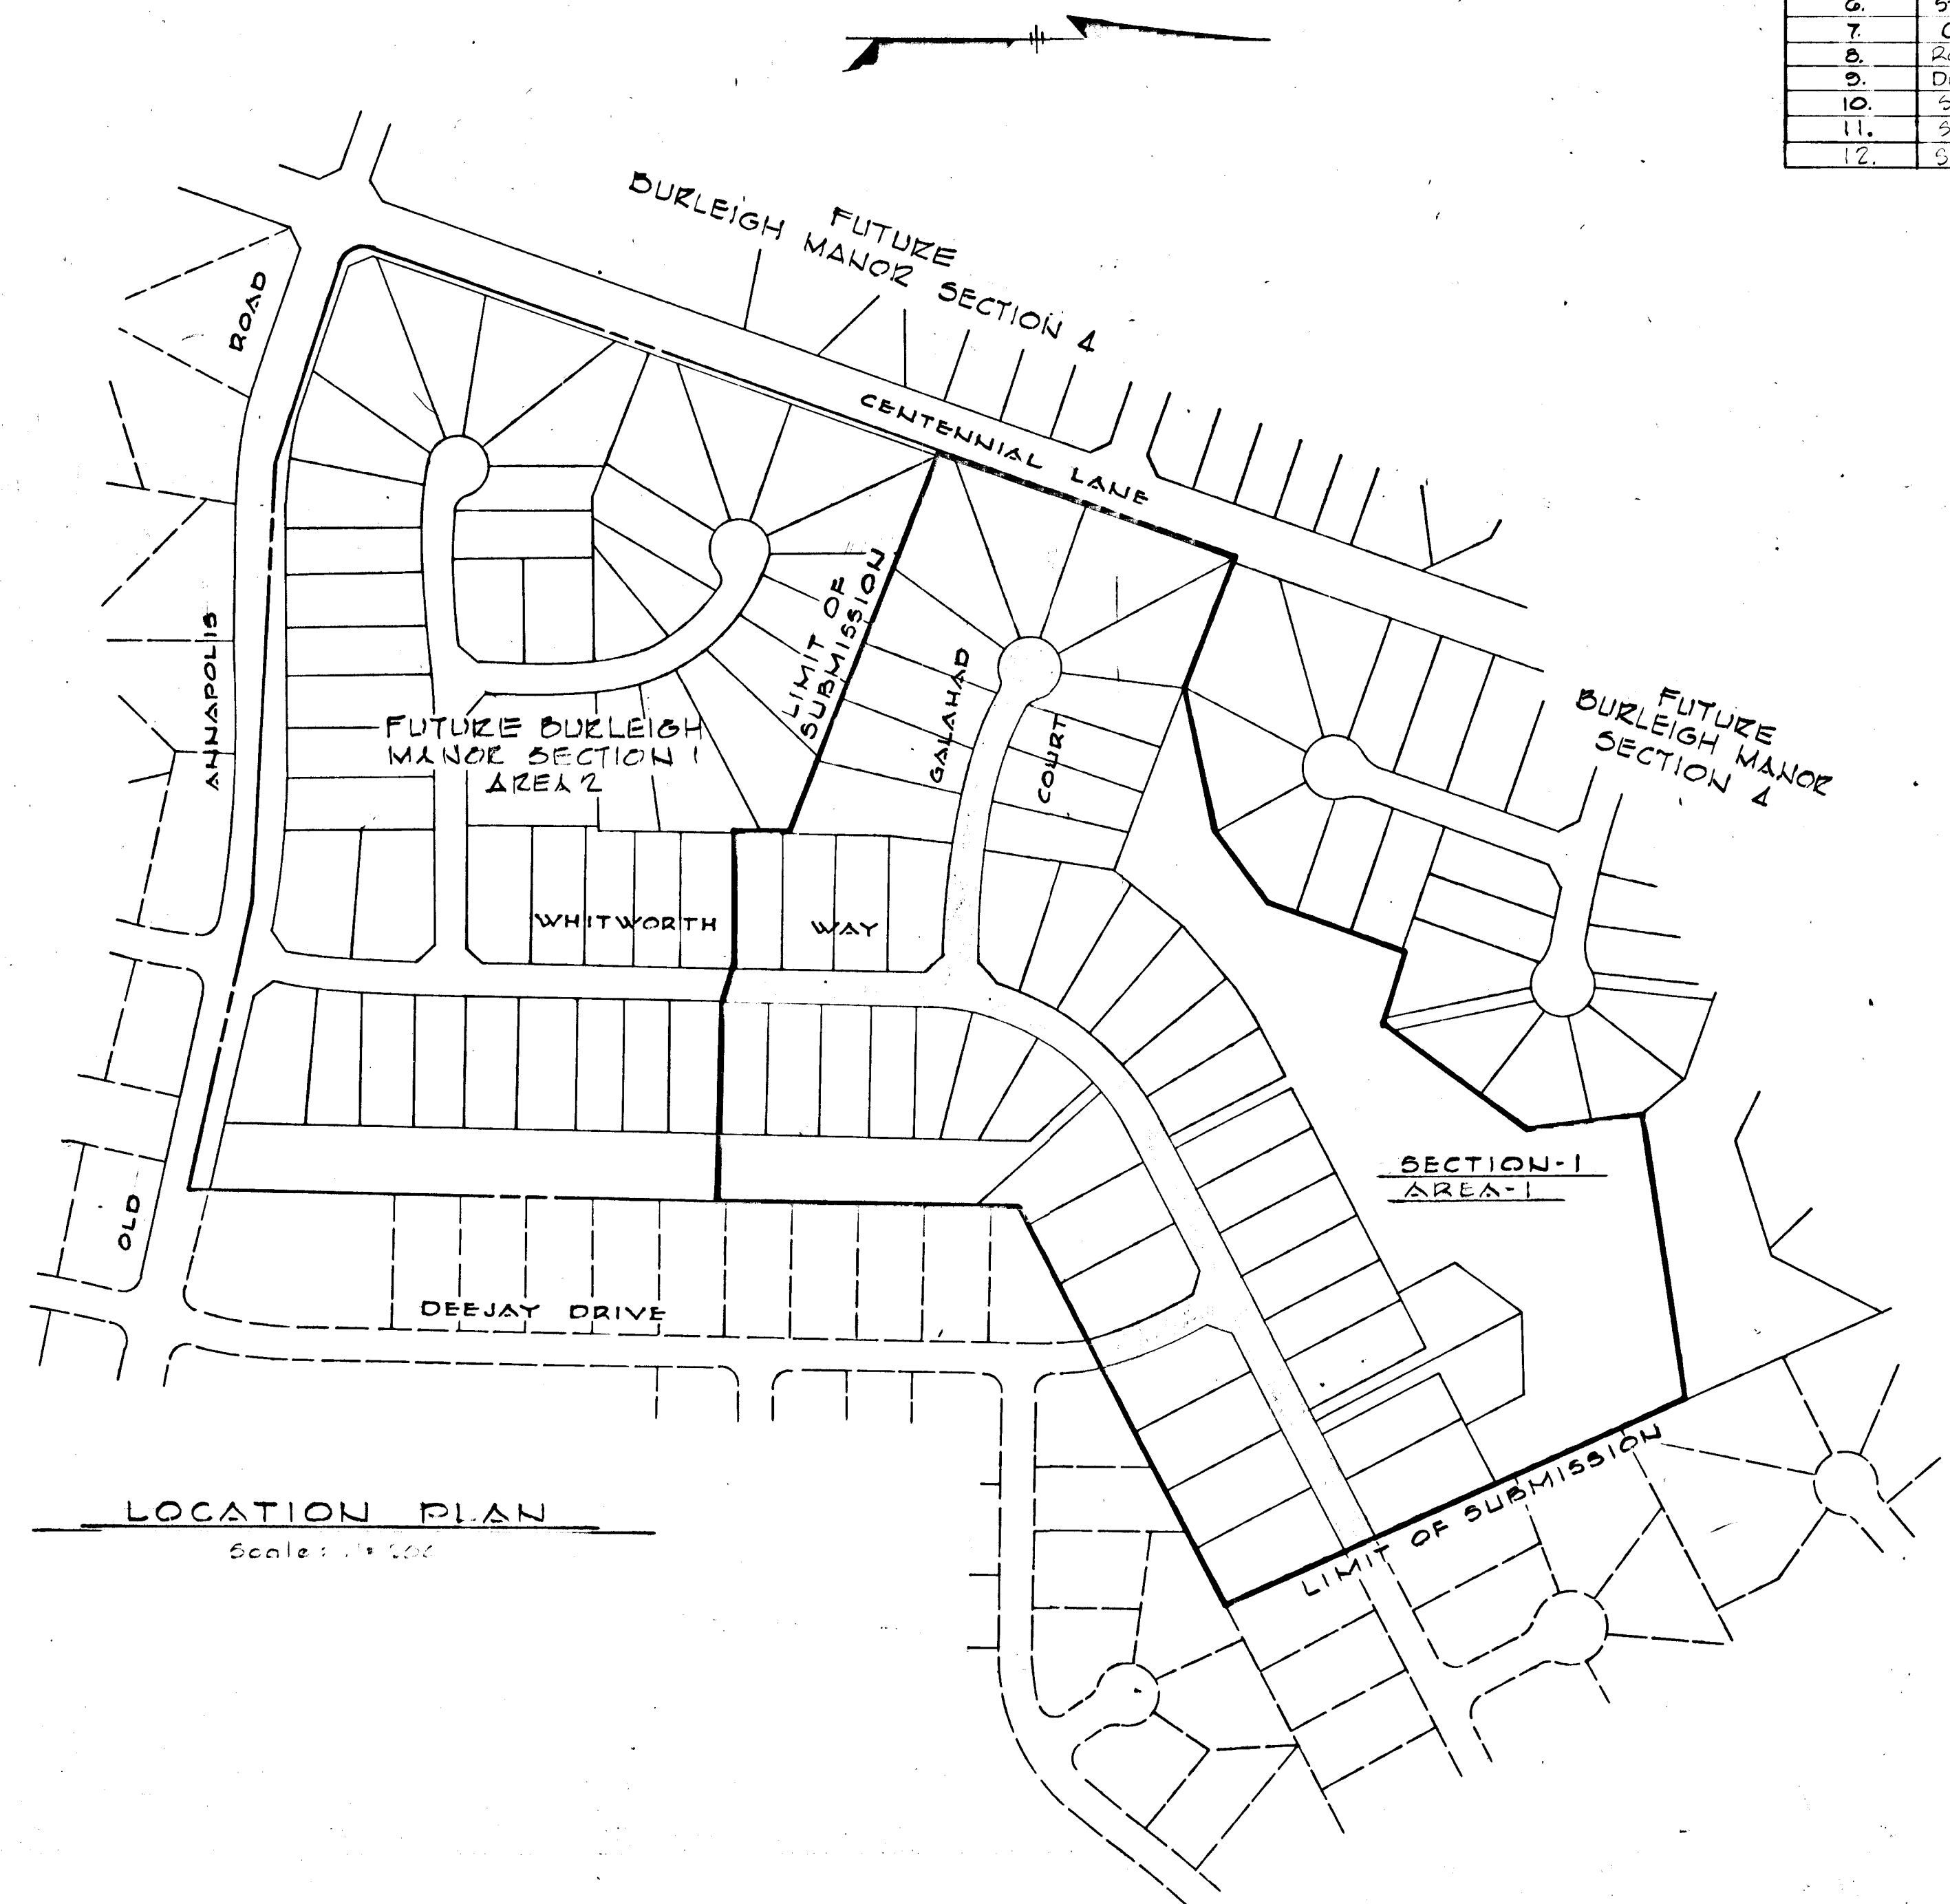 6.
7.
8.
9.
10.
11.
12.
FUTURE
BURLEIGH MANOR SECTION 4
ROAD
CENTENNIAL LANE
LIMIT OF
SUBMISSION
GALAHAD
COURT
ANNAPOLIS
FUTURE BURLEIGH
MANOR SECTION 1
AREA 2
FUTURE
BURLEIGH MANOR
SECTION 4
WHITWORTH WAY
SECTION-1
AREA-1
OLD
DEEJAY DRIVE
LIMIT OF SUBMISSION
LOCATION PLAN
Scale: